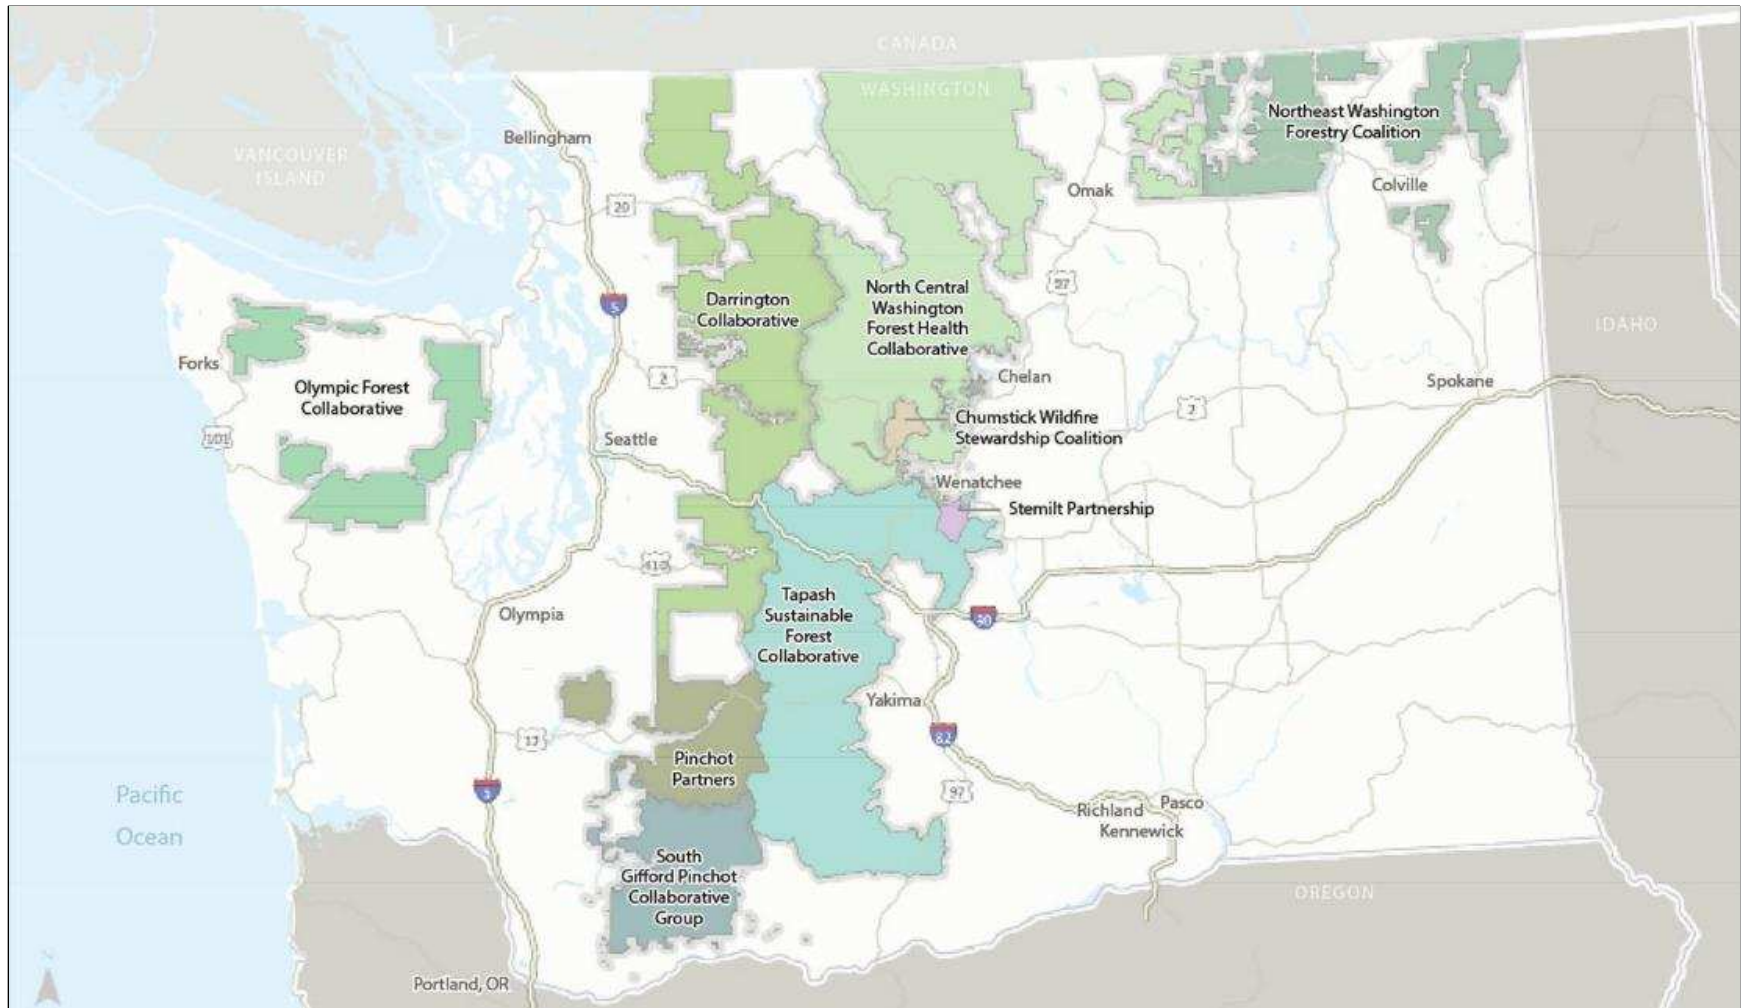 CANADA
WASHINGTON
VANCOUVER
ISLAND
Bellingham
20
Northeast Washington
Forestry Coalition
Omak
Colville
97
Darrington
Collaborative
North Central
Washington
Forest Health
Collaborative
5
IDAHO
Forks
Olympic Forest
Collaborative
2
Chelan
Spokane
101
2
Chumstick Wildfire
Stewardship Coalition
Seattle
Wenatchee
Stemilt Partnership
410
Tapash
Sustainable
Forest
Collaborative
Olympia
90
Yakima
12
82
Pinchot
Partners
5
97
Pacific
Ocean
Richland
Pasco
Kennewick
South
Gifford Pinchot
Collaborative
Group
OREGON
N
Portland, OR